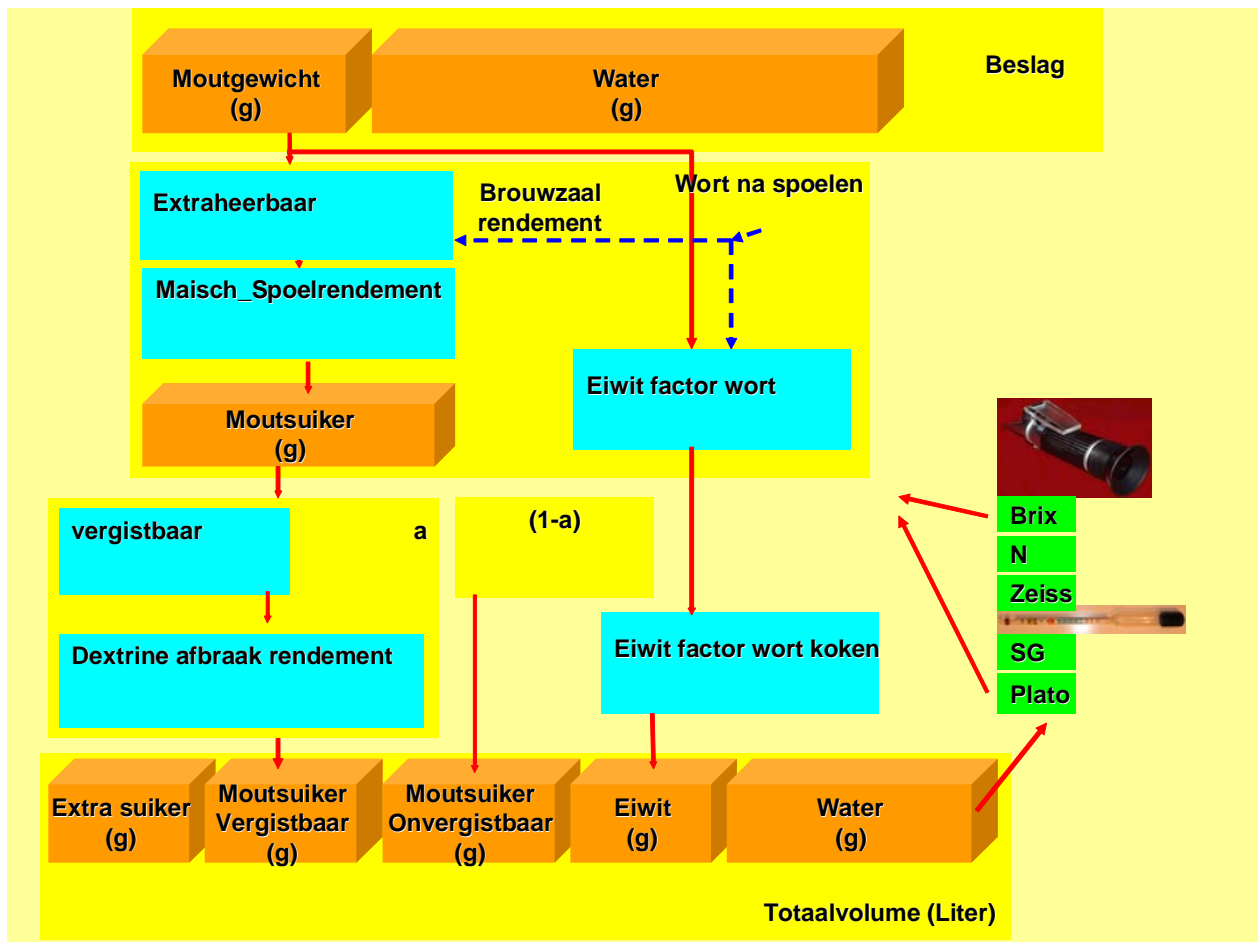 Moutgewicht
(g)
Water
(g)
Beslag
Extraheerbaar
Brouwzaal
rendement
Wort na spoelen
Maisch_Spoelrendement
Eiwit factor wort
Moutsuiker
(g)
vergistbaar
a
(1-a)
Brix
N
Zeiss
SG
Plato
Dextrine afbraak rendement
Eiwit factor wort koken
Extra suiker
(g)
Moutsuiker
Vergistbaar
(g)
Moutsuiker
Onvergistbaar
(g)
Eiwit
(g)
Water
(g)
Totaalvolume (Liter)